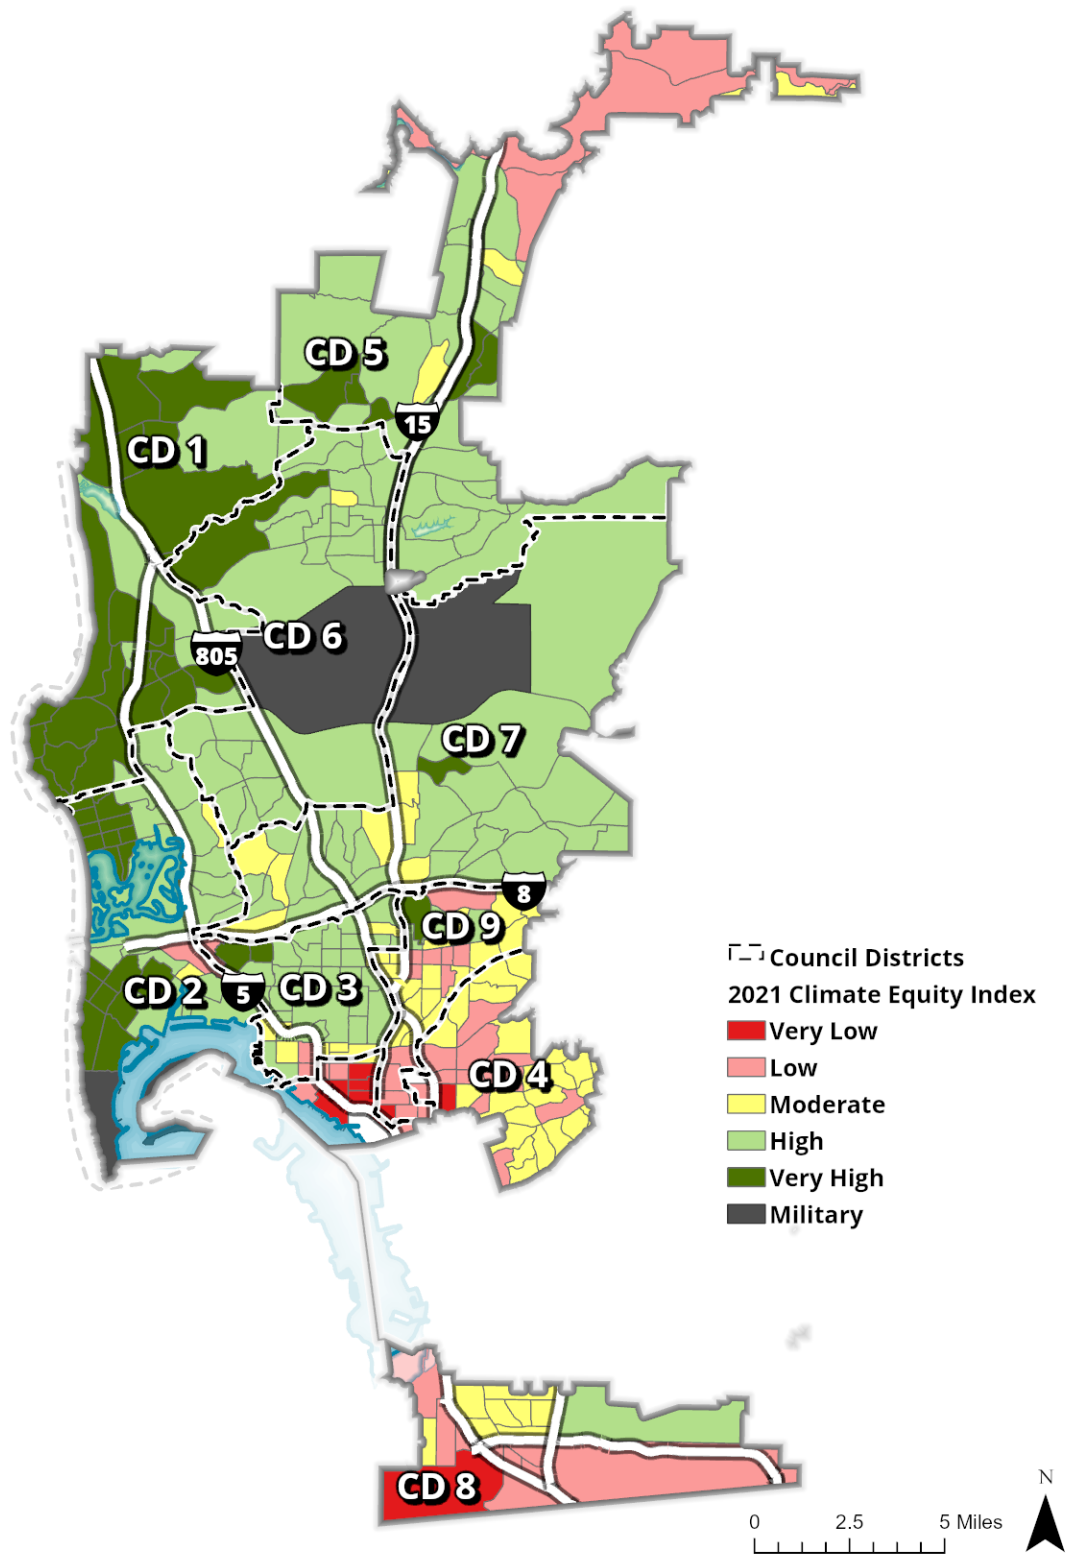 CD 5
15
CD 1
CD 6
805
CD 7
8
CD 9
CD 2
5
CD 3
CD 4
Council Districts
2021 Climate Equity Index
Very Low
Low
Moderate
High
Very High
Military
CD 8
N
0 2.5 5 Miles